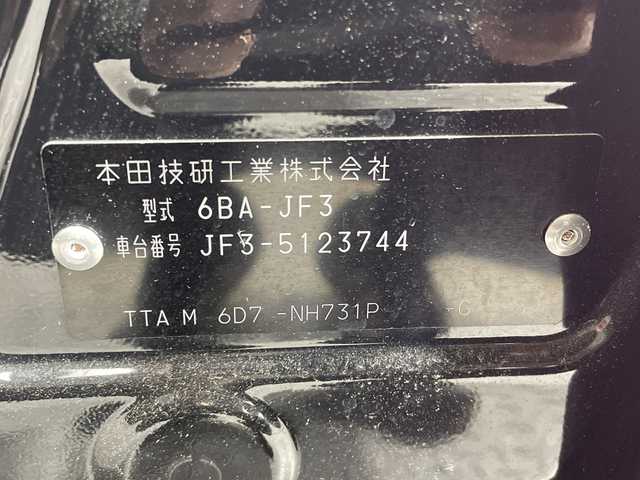 本田技研工業株式会社
型式 6BA-JF3
車台番号 JF3-5123744
TTA M 6D7 -NH731P -C